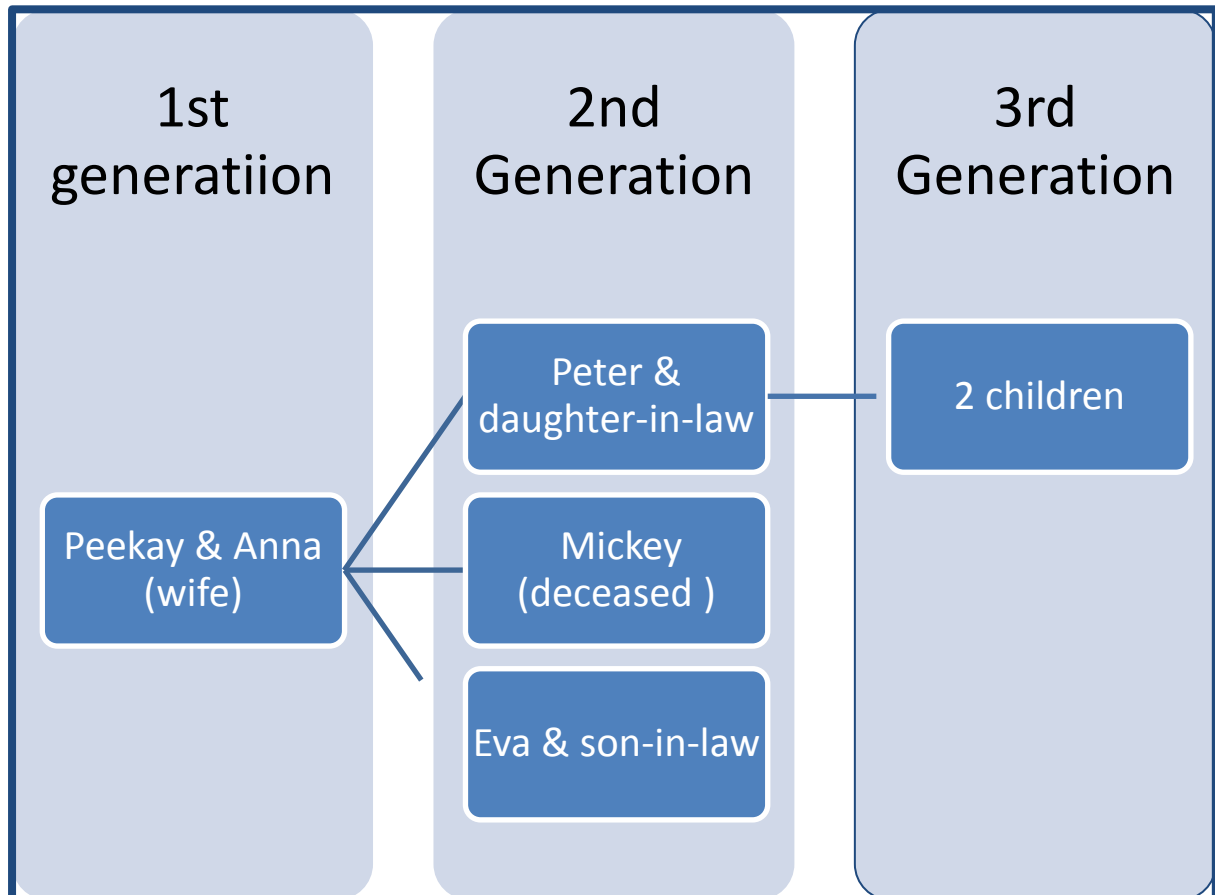 1st
generatiion
2nd
Generation
3rd
Generation
Peekay & Anna
(wife)
Peter &
daughter-in-law
Mickey
(deceased )
Eva & son-in-law
2 children